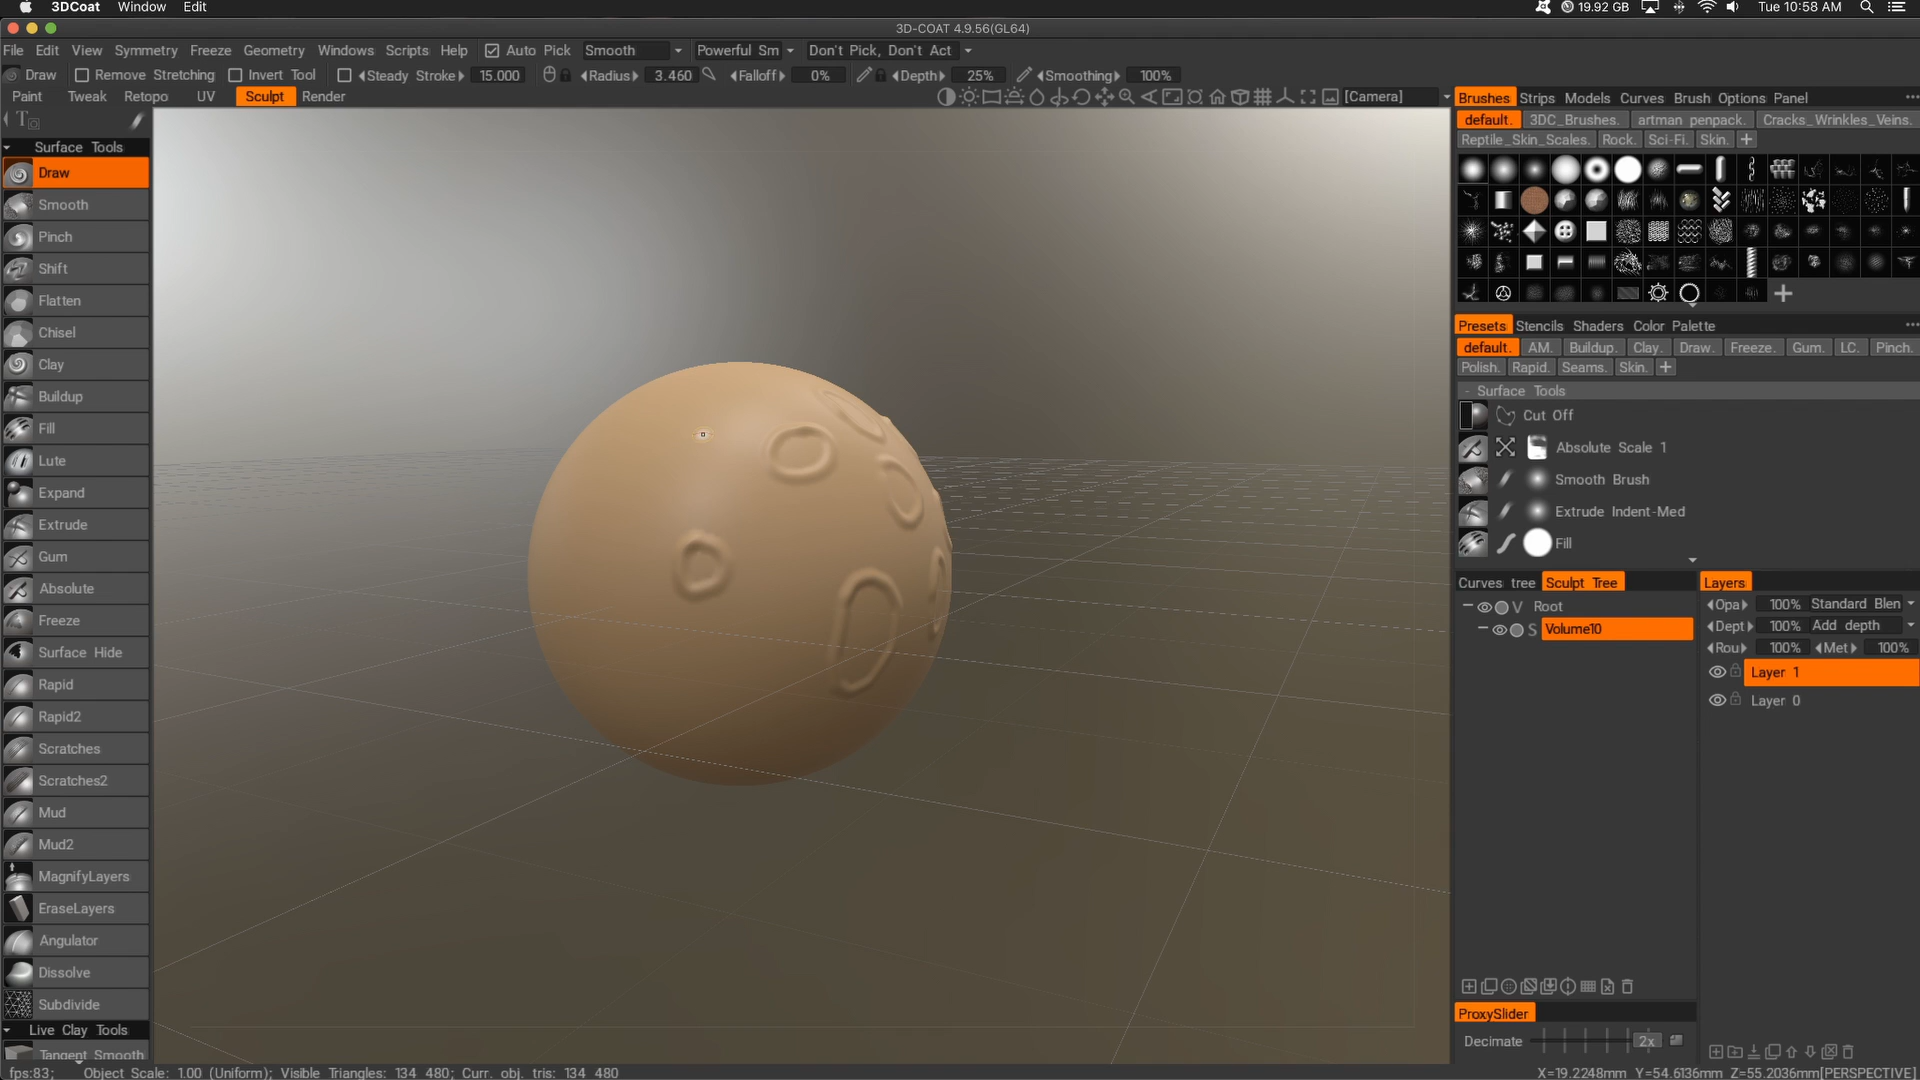 3DCoat Window Edit 19.92 GB Tue 10:58 AM
3D-COAT 4.9.56(GL64)
File Edit View Symmetry Freeze Geometry Windows Scripts Help Auto Pick Smooth Powerful Sm Don't Pick, Don't Act
Draw Remove Stretching Invert Tool Steady Stroke 15.000 Radius 3.460 Falloff 0% Depth 25% Smoothing 100%
Paint Tweak Retopo UV Sculpt Render [Camera]
Brushes Strips Models Curves Brush Options Panel
default. 3DC_Brushes. artman penpack. Cracks_Wrinkles_Veins.
Reptile_Skin_Scales. Rock. Sci-Fi. Skin.
Surface Tools
Draw
Smooth
Pinch
Shift
Flatten
Chisel
Clay
Buildup
Fill
Lute
Expand
Extrude
Gum
Absolute
Freeze
Surface Hide
Rapid
Rapid2
Scratches
Scratches2
Mud
Mud2
MagnifyLayers
EraseLayers
Angulator
Dissolve
Subdivide
Live Clay Tools
Tangent Smooth
Presets Stencils Shaders Color Palette
default. AM. Buildup. Clay. Draw. Freeze. Gum. LC. Pinch.
Polish. Rapid. Seams. Skin.
- Surface Tools
Cut Off
Absolute Scale 1
Smooth Brush
Extrude Indent-Med
Fill
Curves tree Sculpt Tree
V Root
S Volume10
Layers
Opa 100% Standard Blen
Dept 100% Add depth
Rou 100% Met 100%
Layer 1
Layer 0
ProxySlider
Decimate 2x
fps:83; Object Scale: 1.00 (Uniform); Visible Triangles: 134 480; Curr. obj. tris: 134 480
X=19.2248mm Y=54.6136mm Z=55.2036mm[PERSPECTIVE]